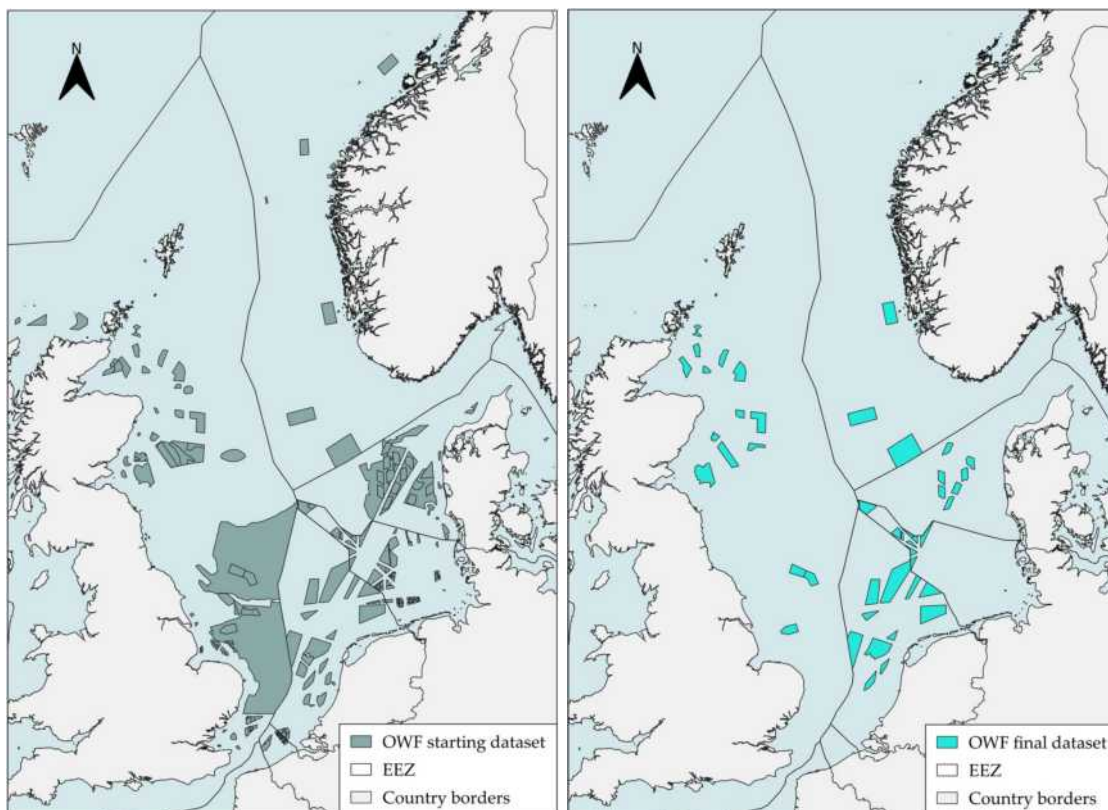 N
OWF starting dataset
EEZ
Country borders
N
OWF final dataset
EEZ
Country borders